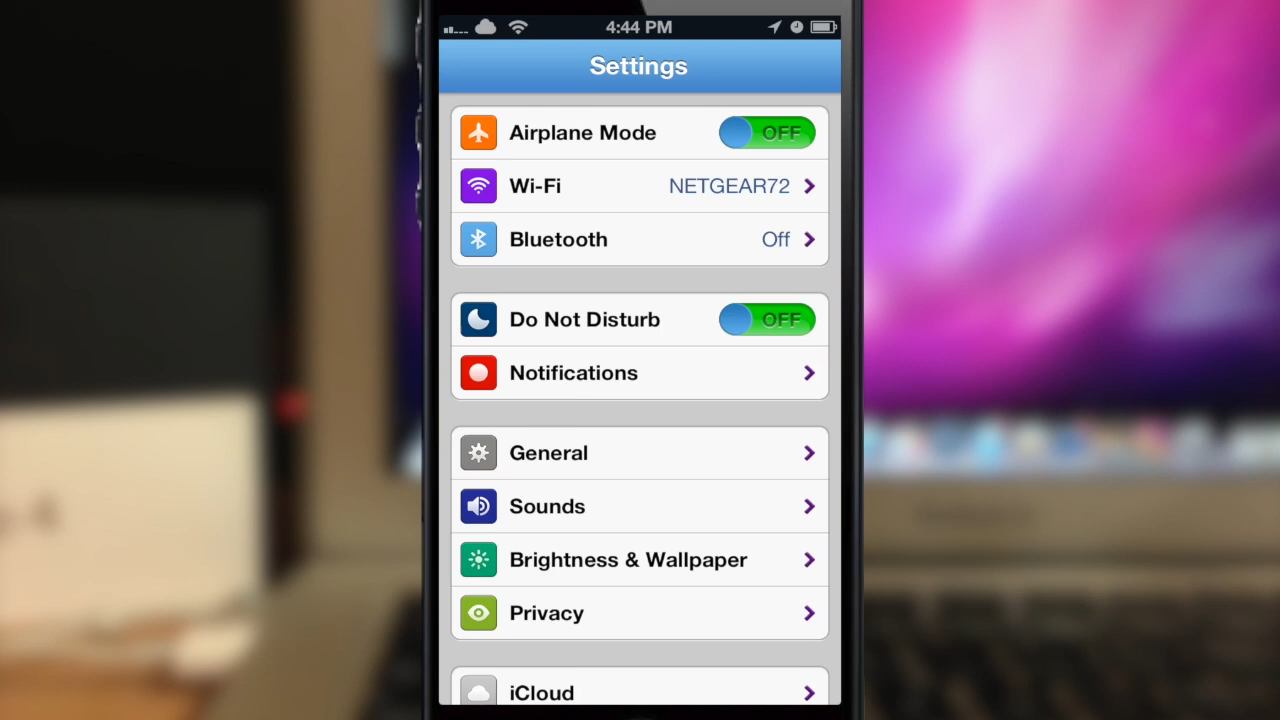 4:44 PM
Settings
Airplane Mode OFF
Wi-Fi NETGEAR72
Bluetooth Off
Do Not Disturb OFF
Notifications
General
Sounds
Brightness & Wallpaper
Privacy
iCloud